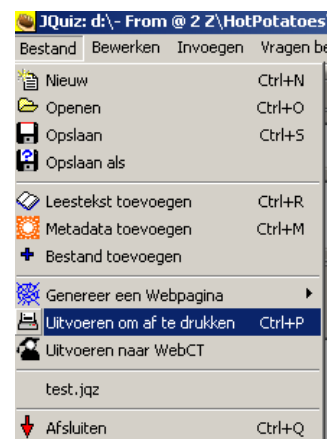 JQuiz: d:\- From @ 2 Z\HotPotatoes
Bestand Bewerken Invoegen Vragen be
Nieuw Ctrl+N
Openen Ctrl+O
Opslaan Ctrl+S
Opslaan als
Leestekst toevoegen Ctrl+R
Metadata toevoegen Ctrl+M
Bestand toevoegen
Genereer een Webpagina
Uitvoeren om af te drukken Ctrl+P
Uitvoeren naar WebCT
test.jqz
Afsluiten Ctrl+Q